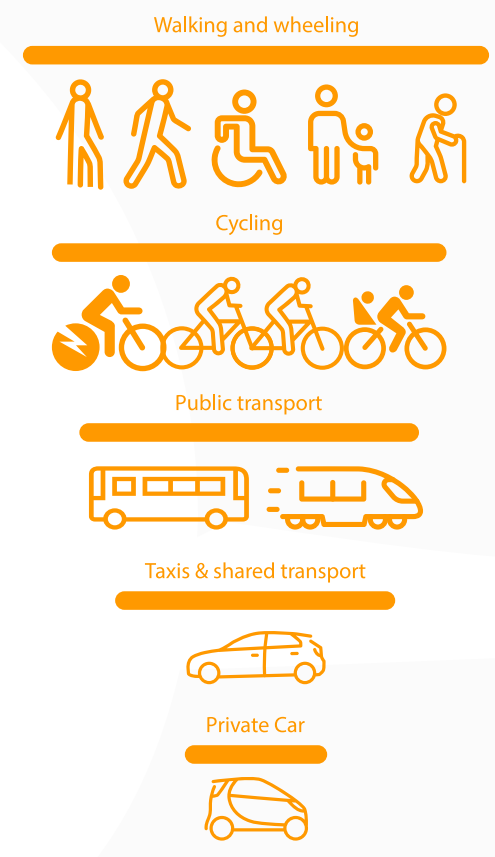 Walking and wheeling
Cycling
Public transport
Taxis & shared transport
Private Car